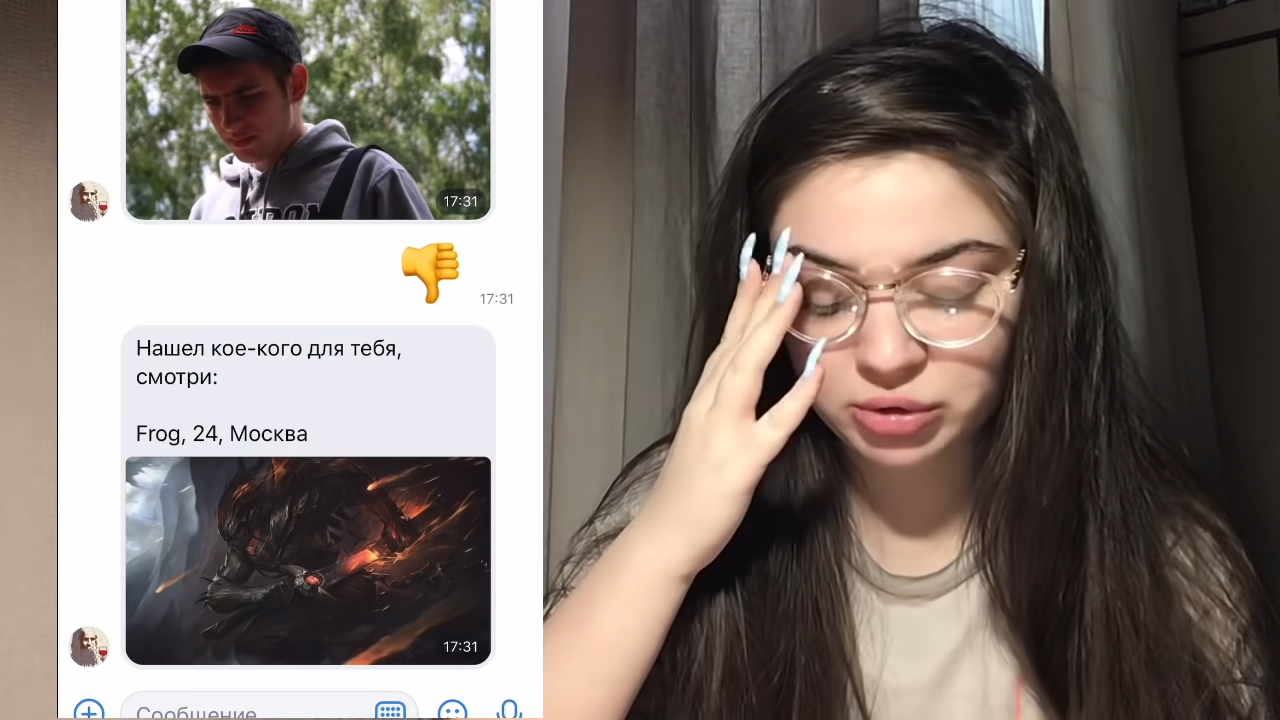 17:31
17:31
Нашел кое-кого для тебя,
смотри:
Frog, 24, Москва
17:31
Сообщение